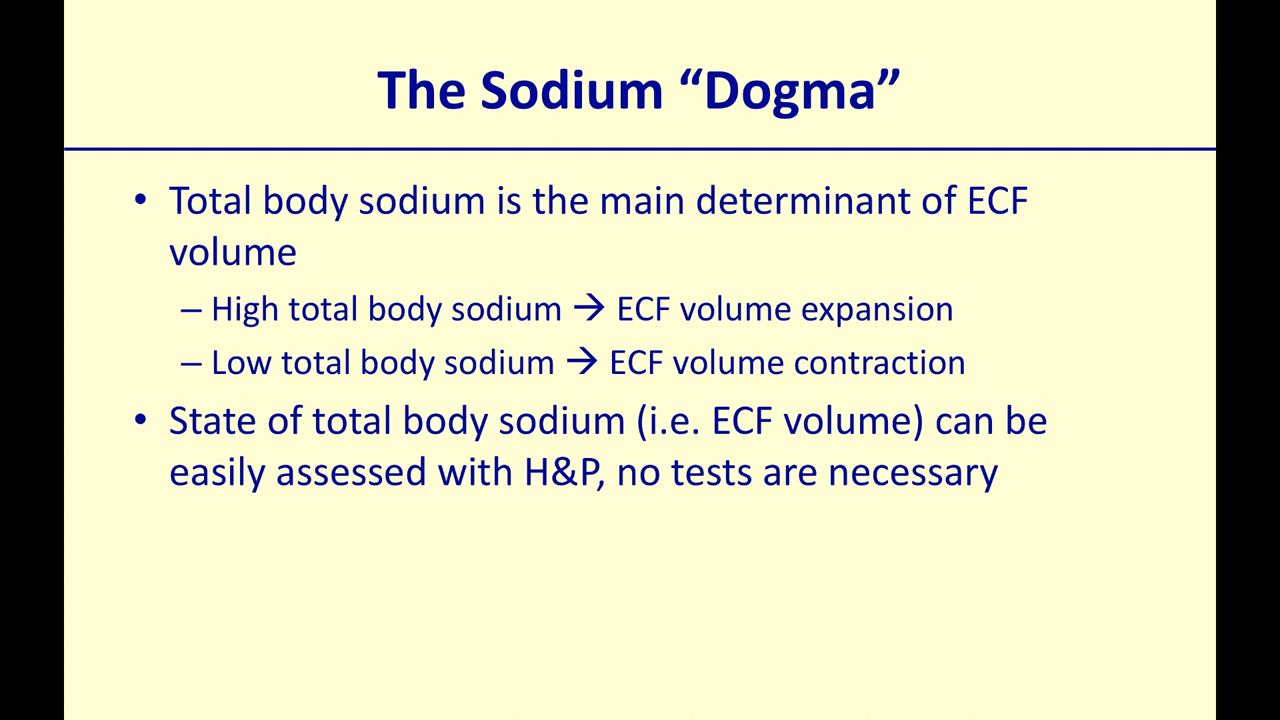 The Sodium “Dogma”
• Total body sodium is the main determinant of ECF
volume
– High total body sodium → ECF volume expansion
– Low total body sodium → ECF volume contraction
• State of total body sodium (i.e. ECF volume) can be
easily assessed with H&P, no tests are necessary